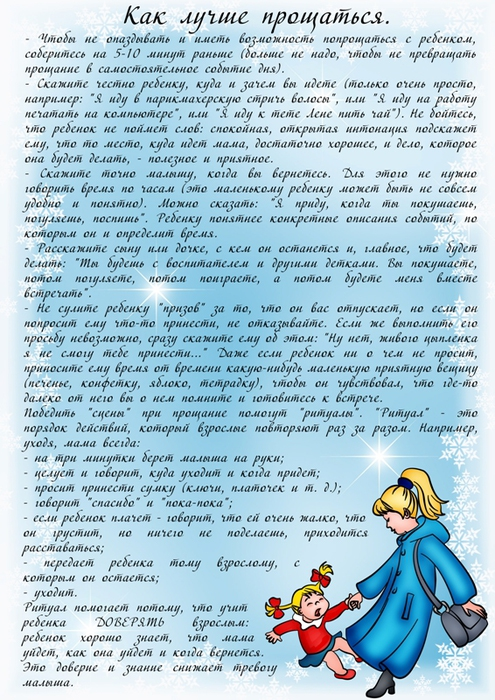 Как лучше прощаться.
- Чтобы не опаздывать и иметь возможность попрощаться с ребенком,
соберитесь на 5-10 минут раньше (больше не надо, чтобы не превращать
прощание в самостоятельное событие дня).
- Скажите честно ребенку, куда и зачем вы идете (только очень просто,
например: "Я иду в парикмахерскую стричь волосы", или "Я иду на работу
печатать на компьютере", или "Я иду к тете Лене пить чай"). Не бойтесь,
что ребенок не поймет слов: спокойная, открытая интонация подскажет
ему, что то место, куда идет мама, достаточно хорошее, и дело, которое
она будет делать, - полезное и приятное.
- Скажите точно малышу, когда вы вернетесь. Для этого не нужно
говорить время по часам (это маленькому ребенку может быть не совсем
удобно и понятно). Можно сказать: "Я приду, когда ты покушаешь,
погуляешь, поспишь". Ребенку понятнее конкретные описания событий, по
которым он и определит время.
- Расскажите сыну или дочке, с кем он останется и, главное, что будет
делать: "Ты будешь с воспитателем и другими детками. Вы покушаете,
потом погуляете, потом поиграете, а потом будете меня вместе
встречать".
- Не сулите ребенку "призов" за то, что он вас отпускает, но если он
попросит ему что-то принести, не отказывайте. Если же выполнить его
просьбу невозможно, сразу скажите ему об этом: "Ну нет, живого цыпленка
я не смогу тебе принести..." Даже если ребенок ни о чем не просит,
приносите ему время от времени какую-нибудь маленькую приятную вещицу
(печенье, конфетку, яблоко, тетрадку), чтобы он чувствовал, что где-то
далеко от него вы о нем помните и готовитесь к встрече.
Победить "сцены" при прощание помогут "ритуалы". "Ритуал" - это
порядок действий, который взрослые повторяют раз за разом. Например,
уходя, мама всегда:
- на три минутки берет малыша на руки;
- целует и говорит, куда уходит и когда придет;
- просит принести сумку (ключи, платочек и т. д.);
- говорит "спасибо" и "пока-пока";
- если ребенок плачет - говорит, что ей очень жалко, что
он грустит, но ничего не поделаешь, приходится
расставаться;
- передает ребенка тому взрослому, с
которым он остается;
- уходит.
Ритуал помогает потому, что учит
ребенка ДОВЕРЯТЬ взрослым:
ребенок хорошо знает, что мама
уйдет, как она уйдет и когда вернется.
Это доверие и знание снижает тревогу
малыша.